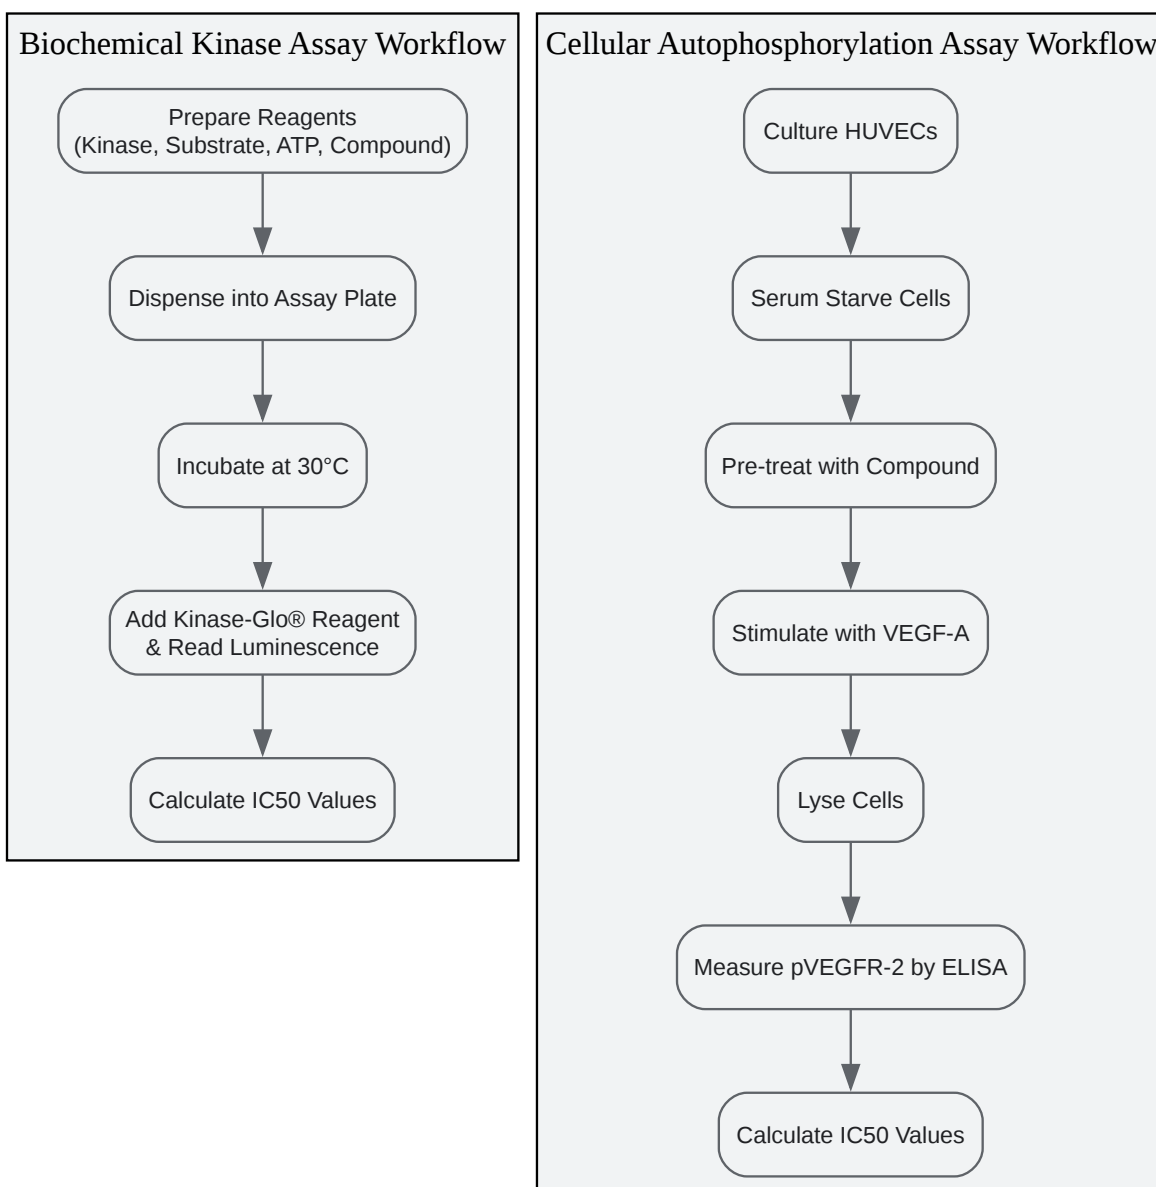 Biochemical Kinase Assay Workflow
Prepare Reagents
(Kinase, Substrate, ATP, Compound)
Dispense into Assay Plate
Incubate at 30°C
Add Kinase-Glo® Reagent
& Read Luminescence
Calculate IC50 Values
Cellular Autophosphorylation Assay Workflow
Culture HUVECs
Serum Starve Cells
Pre-treat with Compound
Stimulate with VEGF-A
Lyse Cells
Measure pVEGFR-2 by ELISA
Calculate IC50 Values